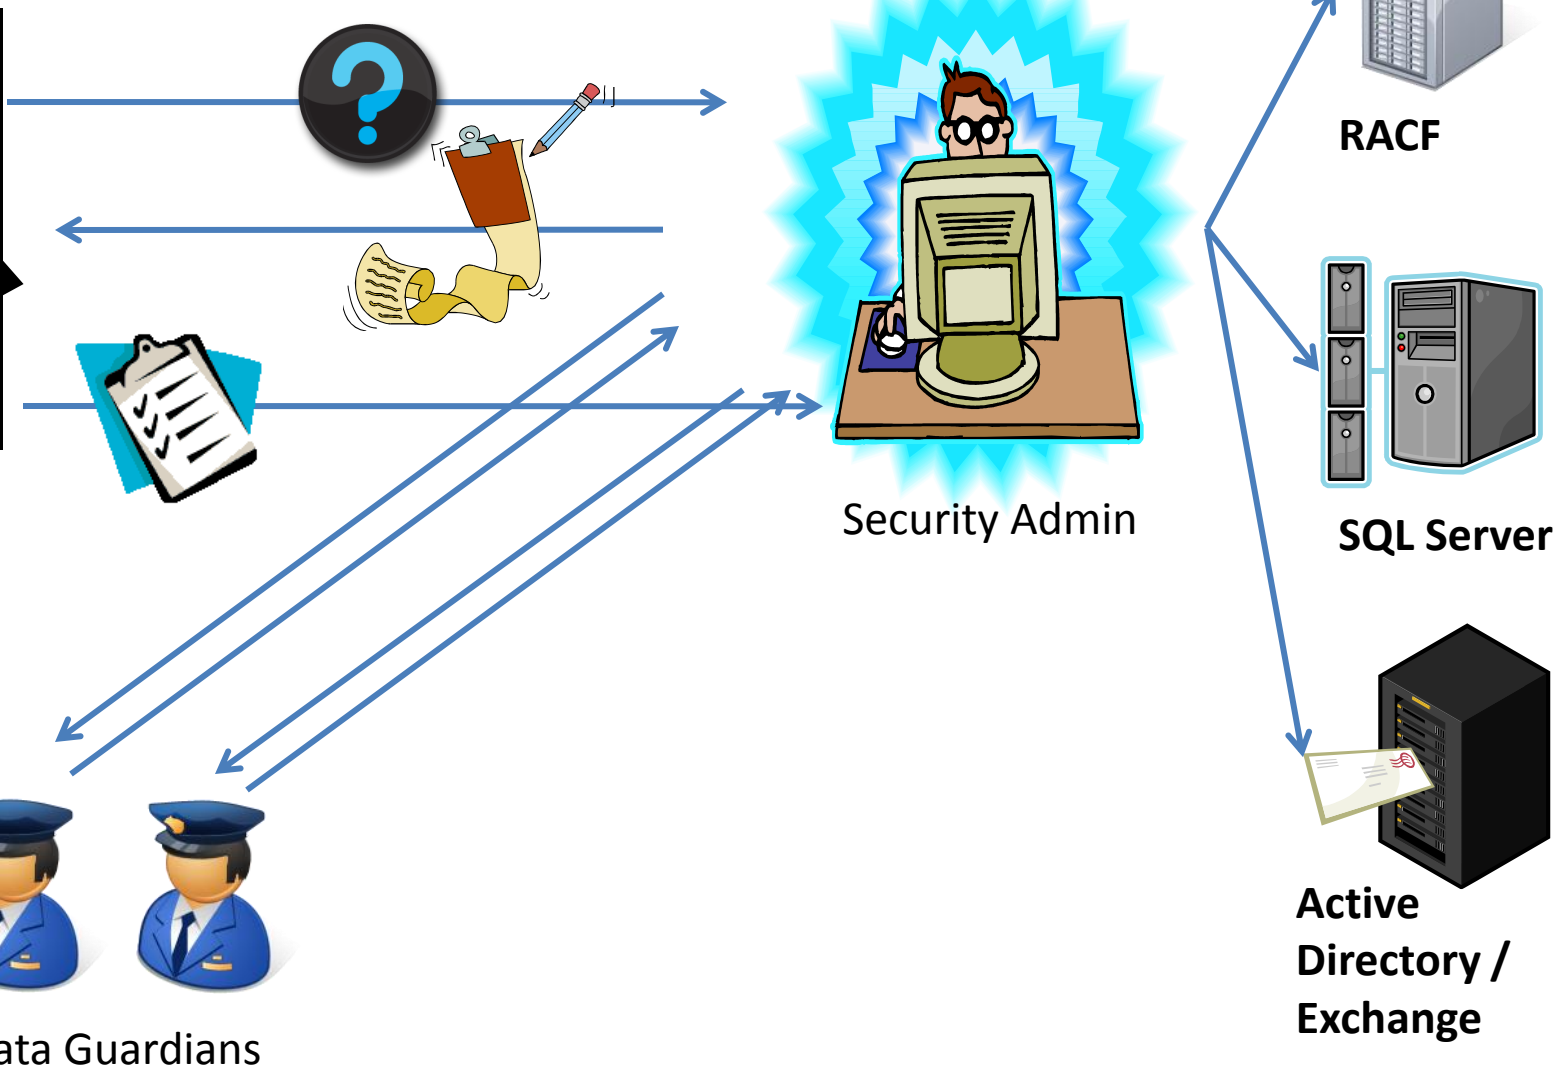 RACF
Security Admin
SQL Server
Active
Directory /
Exchange
ata Guardians